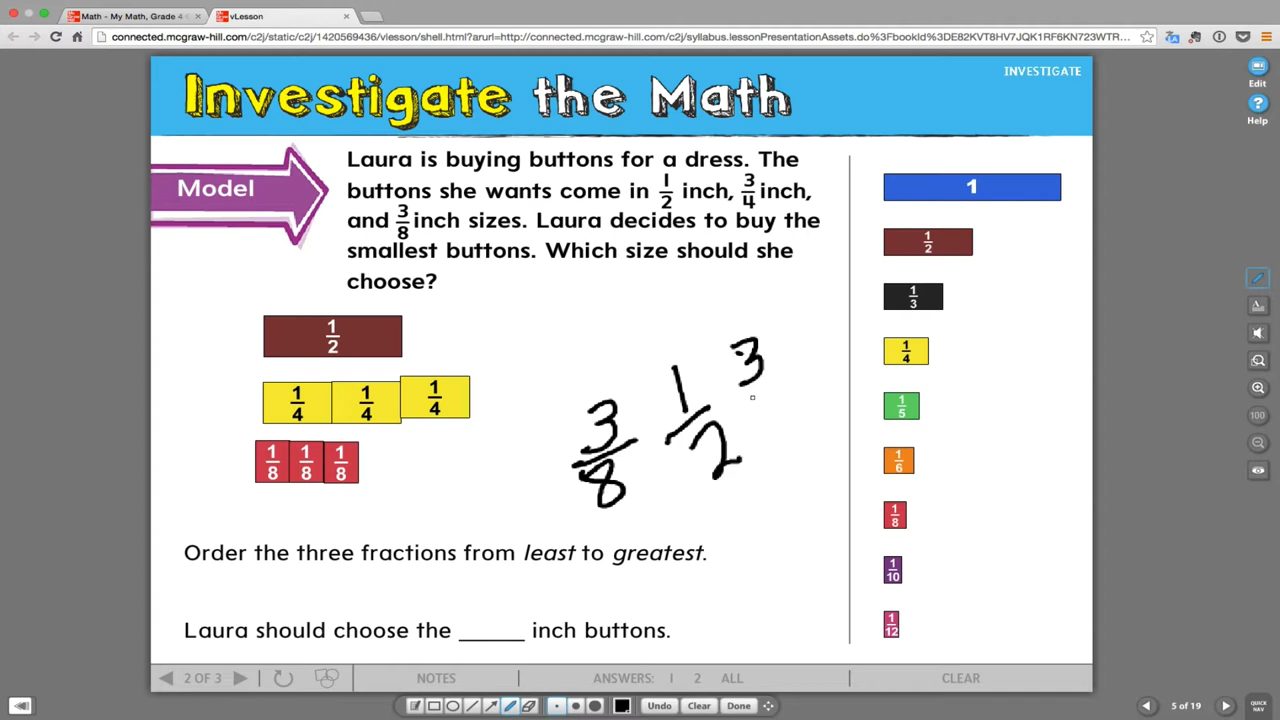 Math - My Math, Grade 4
vLesson
connected.mcgraw-hill.com/c2j/static/c2j/1420569436/vlesson/shell.html?arurl=http://connected.mcgraw-hill.com/c2j/syllabus.lessonPresentationAssets.do%3FbookId%3DE82KVT8HV7JQK1RF6KN723WTR...
INVESTIGATE
Investigate the Math
Edit
Help
Model
Laura is buying buttons for a dress. The
buttons she wants come in 1/2 inch, 3/4 inch,
and 3/8 inch sizes. Laura decides to buy the
smallest buttons. Which size should she
choose?
1
1/2
1/3
1/4
1/5
1/6
1/8
1/10
1/12
1/2
1/4 1/4 1/4
1/8 1/8 1/8
3/8 1/2 3
Order the three fractions from least to greatest.
Laura should choose the ______ inch buttons.
100
2 OF 3
NOTES
ANSWERS: 1 2 ALL
CLEAR
Undo
Clear
Done
5 of 19
QUICK
NAV